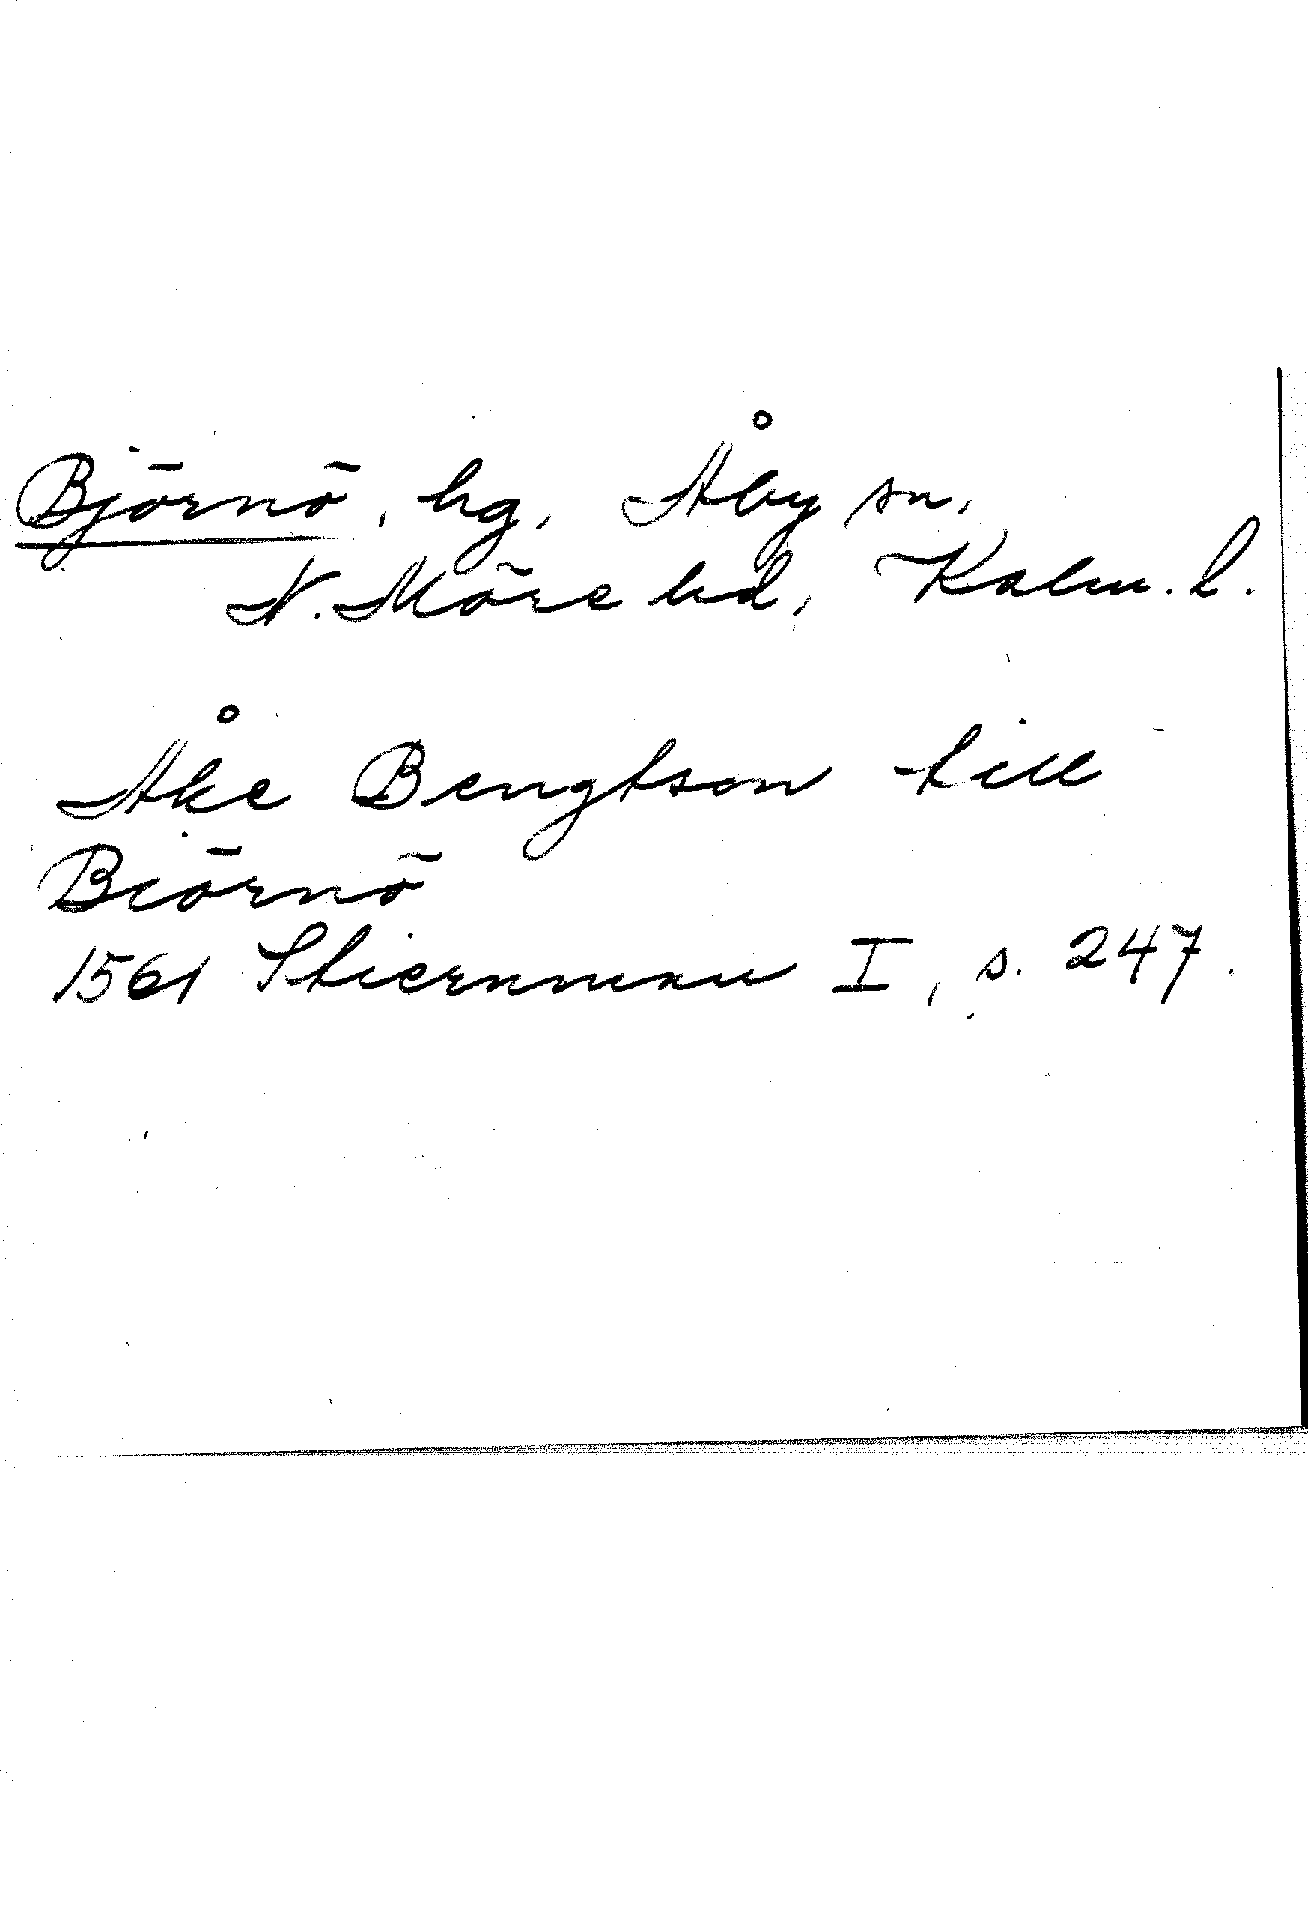 Björnö, hg, Åby sn,
N. Möre hd, Kalm. l.
Åke Bengtson till
Biörnö
1561 Stiernman I, s. 247.